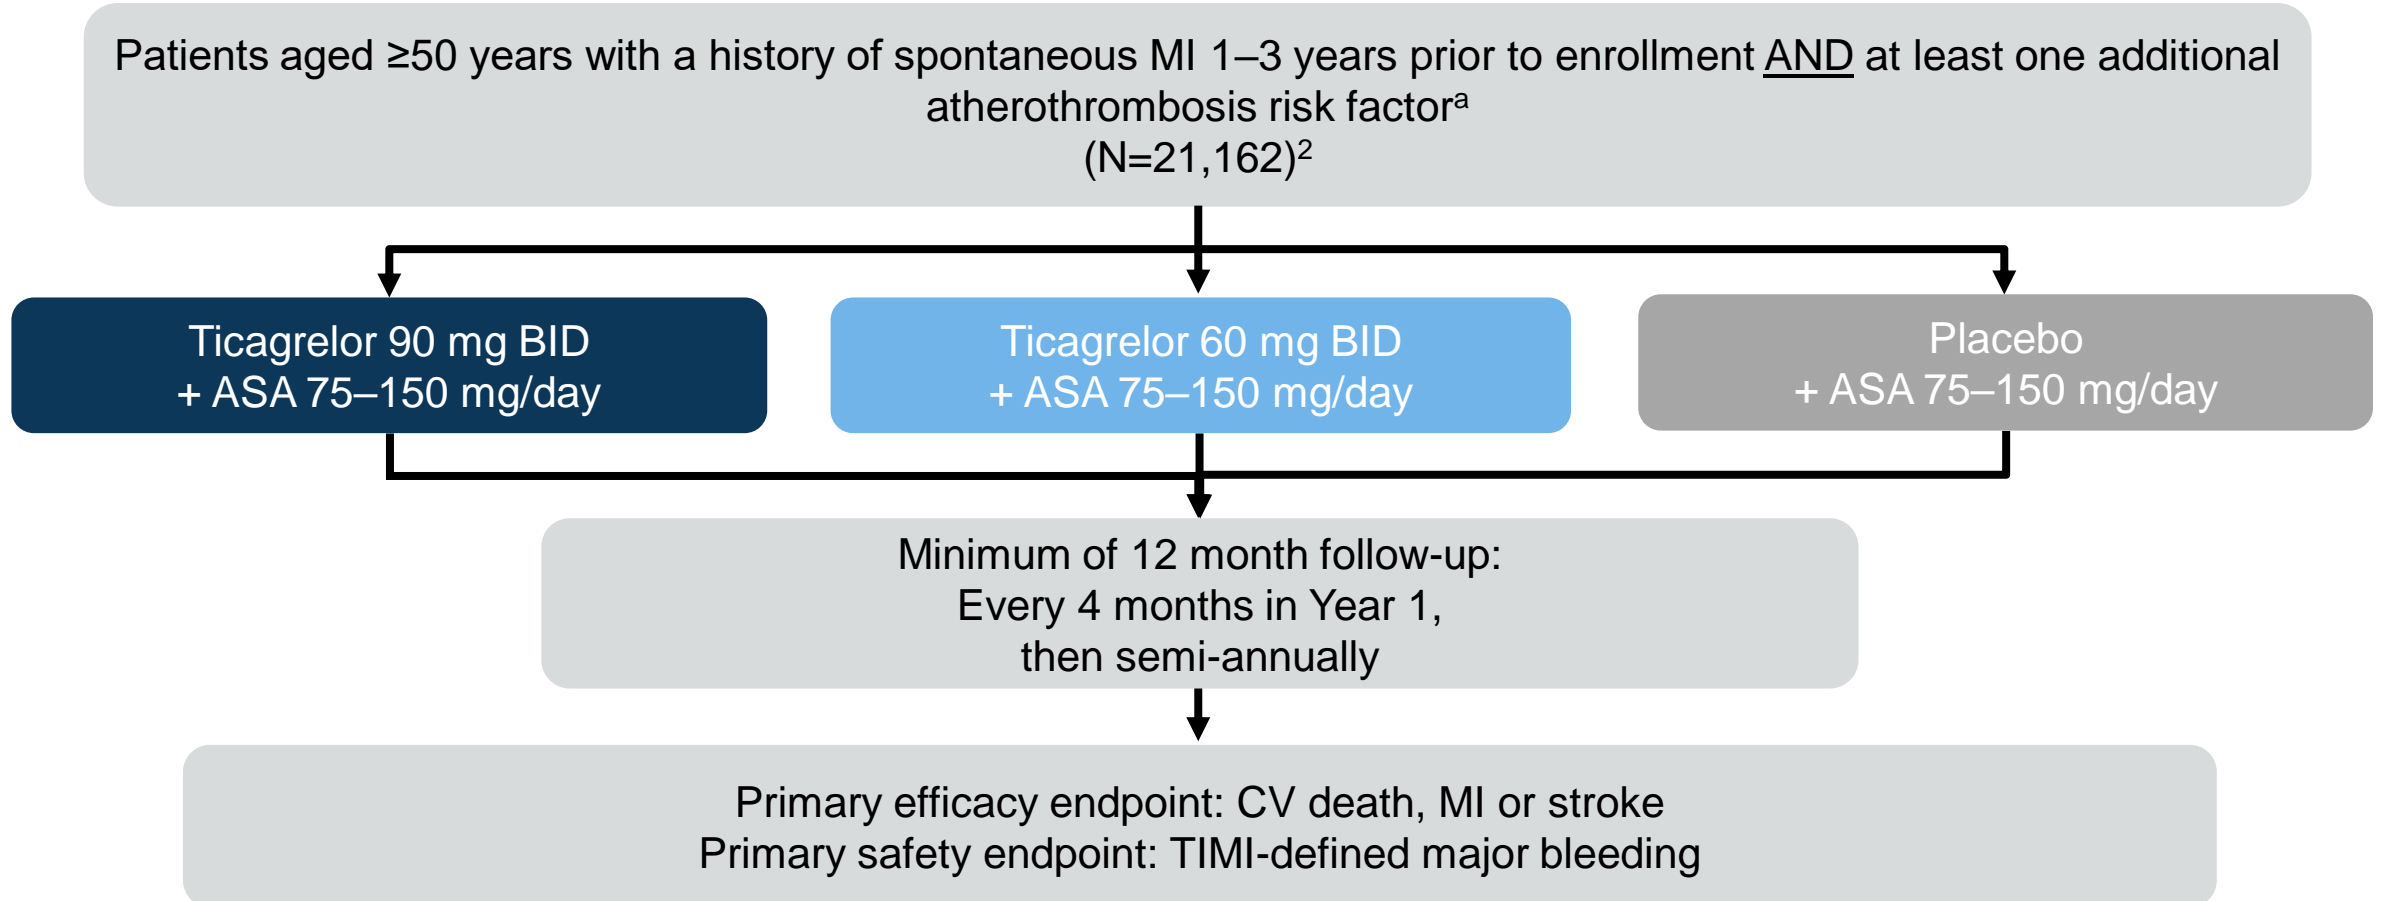 Patients aged ≥50 years with a history of spontaneous MI 1–3 years prior to enrollment AND at least one additional
atherothrombosis risk factorᵃ
(N=21,162)²
Ticagrelor 90 mg BID
+ ASA 75–150 mg/day
Ticagrelor 60 mg BID
+ ASA 75–150 mg/day
Placebo
+ ASA 75–150 mg/day
Minimum of 12 month follow-up:
Every 4 months in Year 1,
then semi-annually
Primary efficacy endpoint: CV death, MI or stroke
Primary safety endpoint: TIMI-defined major bleeding